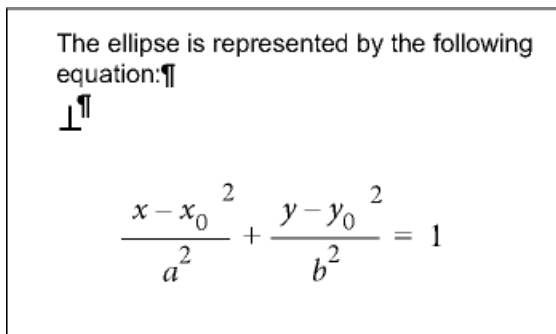 The ellipse is represented by the following
equation:¶
⊥¶
x − x₀ ² / a² + y − y₀ ² / b² = 1